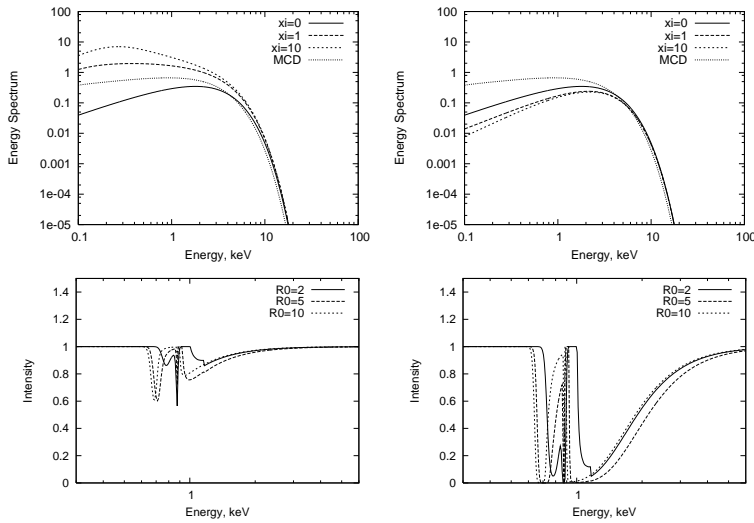 100
10
1
0.1
0.01
0.001
1e-04
1e-05
0.1
1
10
100
Energy Spectrum
Energy, keV
xi=0
xi=1
xi=10
MCD
100
10
1
0.1
0.01
0.001
1e-04
1e-05
0.1
1
10
100
Energy Spectrum
Energy, keV
xi=0
xi=1
xi=10
MCD
1.4
1.2
1
0.8
0.6
0.4
0.2
0
1
Intensity
Energy, keV
R0=2
R0=5
R0=10
1.4
1.2
1
0.8
0.6
0.4
0.2
0
1
Intensity
Energy, keV
R0=2
R0=5
R0=10